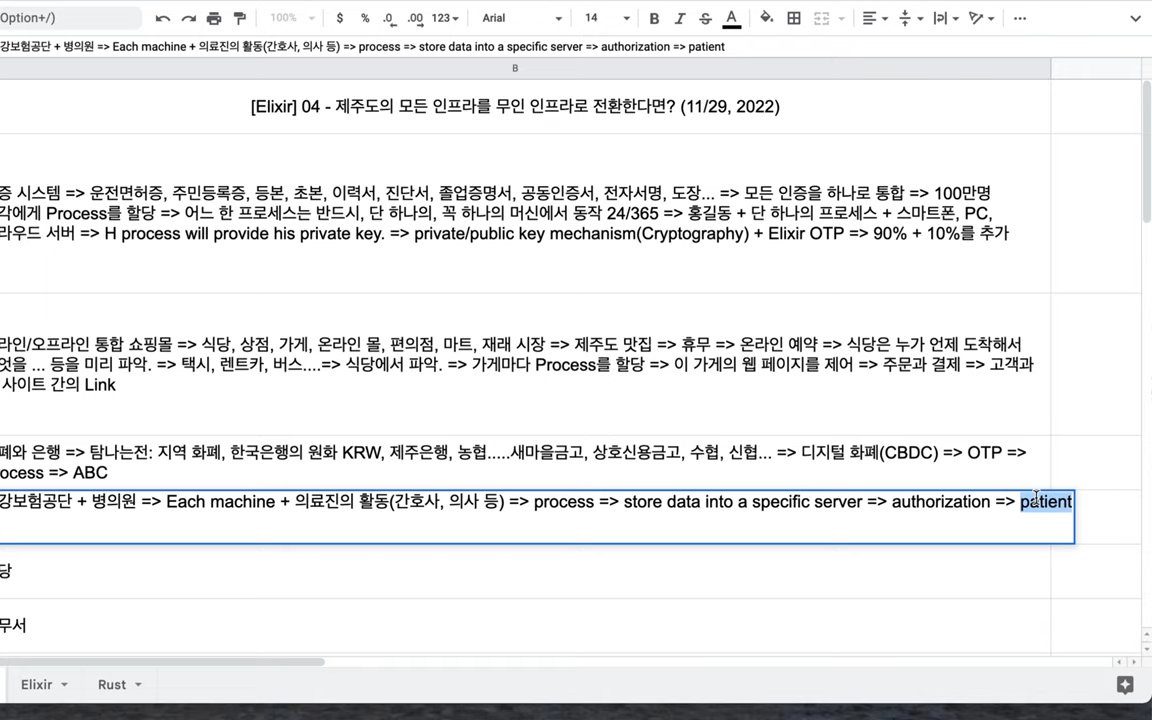 Option+/)
100%
$ % .0 .00 123
Arial
14
B I S A
강보험공단 + 병의원 => Each machine + 의료진의 활동(간호사, 의사 등) => process => store data into a specific server => authorization => patient
B
[Elixir] 04 - 제주도의 모든 인프라를 무인 인프라로 전환한다면? (11/29, 2022)
증 시스템 => 운전면허증, 주민등록증, 등본, 초본, 이력서, 진단서, 졸업증명서, 공동인증서, 전자서명, 도장... => 모든 인증을 하나로 통합 => 100만명
각에게 Process를 할당 => 어느 한 프로세스는 반드시, 단 하나의, 꼭 하나의 머신에서 동작 24/365 => 홍길동 + 단 하나의 프로세스 + 스마트폰, PC,
라우드 서버 => H process will provide his private key. => private/public key mechanism(Cryptography) + Elixir OTP => 90% + 10%를 추가
라인/오프라인 통합 쇼핑몰 => 식당, 상점, 가게, 온라인 몰, 편의점, 마트, 재래 시장 => 제주도 맛집 => 휴무 => 온라인 예약 => 식당은 누가 언제 도착해서
엇을 ... 등을 미리 파악. => 택시, 렌트카, 버스....=> 식당에서 파악. => 가게마다 Process를 할당 => 이 가게의 웹 페이지를 제어 => 주문과 결제 => 고객과
사이트 간의 Link
폐와 은행 => 탐나는전: 지역 화폐, 한국은행의 원화 KRW, 제주은행, 농협.....새마을금고, 상호신용금고, 수협, 신협... => 디지털 화폐(CBDC) => OTP =>
ocess => ABC
강보험공단 + 병의원 => Each machine + 의료진의 활동(간호사, 의사 등) => process => store data into a specific server => authorization => patient
당
무서
Elixir
Rust